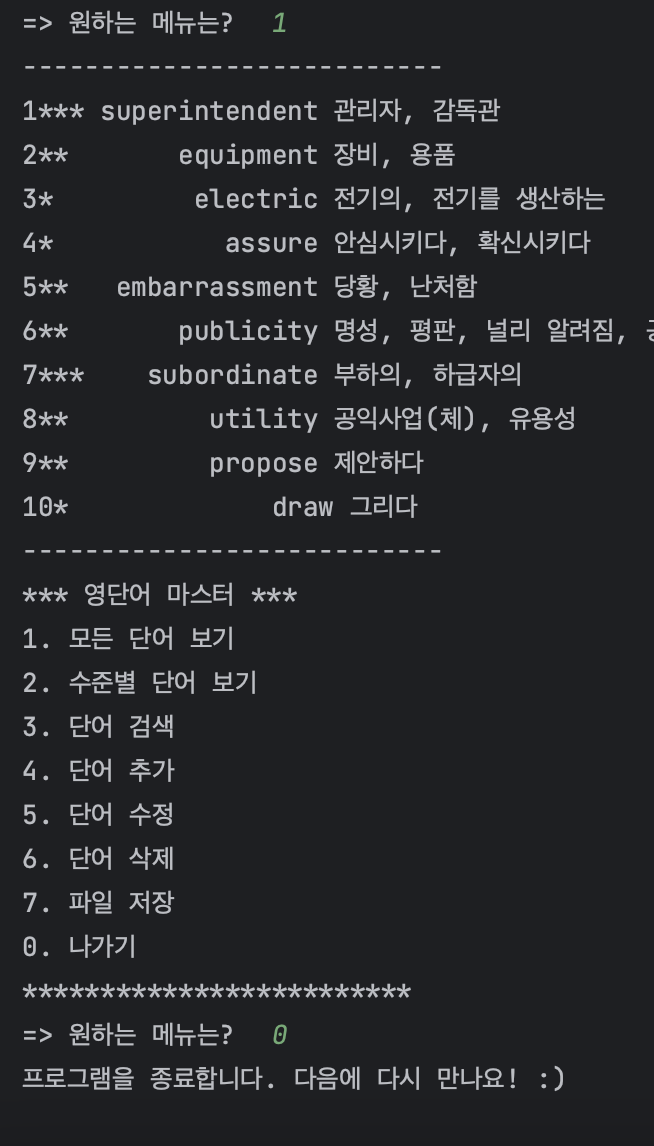 => 원하는 메뉴는? 1
---------------------------
1*** superintendent 관리자, 감독관
2**       equipment 장비, 용품
3*         electric 전기의, 전기를 생산하는
4*           assure 안심시키다, 확신시키다
5**   embarrassment 당황, 난처함
6**       publicity 명성, 평판, 널리 알려짐,
7***    subordinate 부하의, 하급자의
8**         utility 공익사업(체), 유용성
9**         propose 제안하다
10*             draw 그리다
---------------------------
*** 영단어 마스터 ***
1. 모든 단어 보기
2. 수준별 단어 보기
3. 단어 검색
4. 단어 추가
5. 단어 수정
6. 단어 삭제
7. 파일 저장
0. 나가기
*************************
=> 원하는 메뉴는? 0
프로그램을 종료합니다. 다음에 다시 만나요! :)